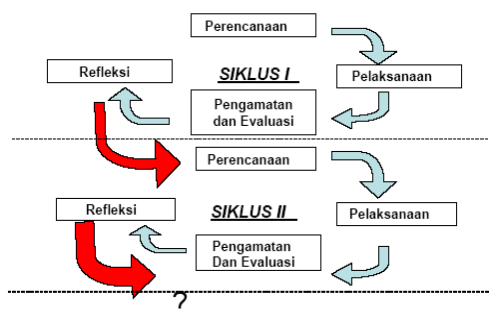 Perencanaan
Refleksi
SIKLUS I
Pelaksanaan
Pengamatan
dan Evaluasi
Perencanaan
Refleksi
SIKLUS II
Pelaksanaan
Pengamatan
Dan Evaluasi
?